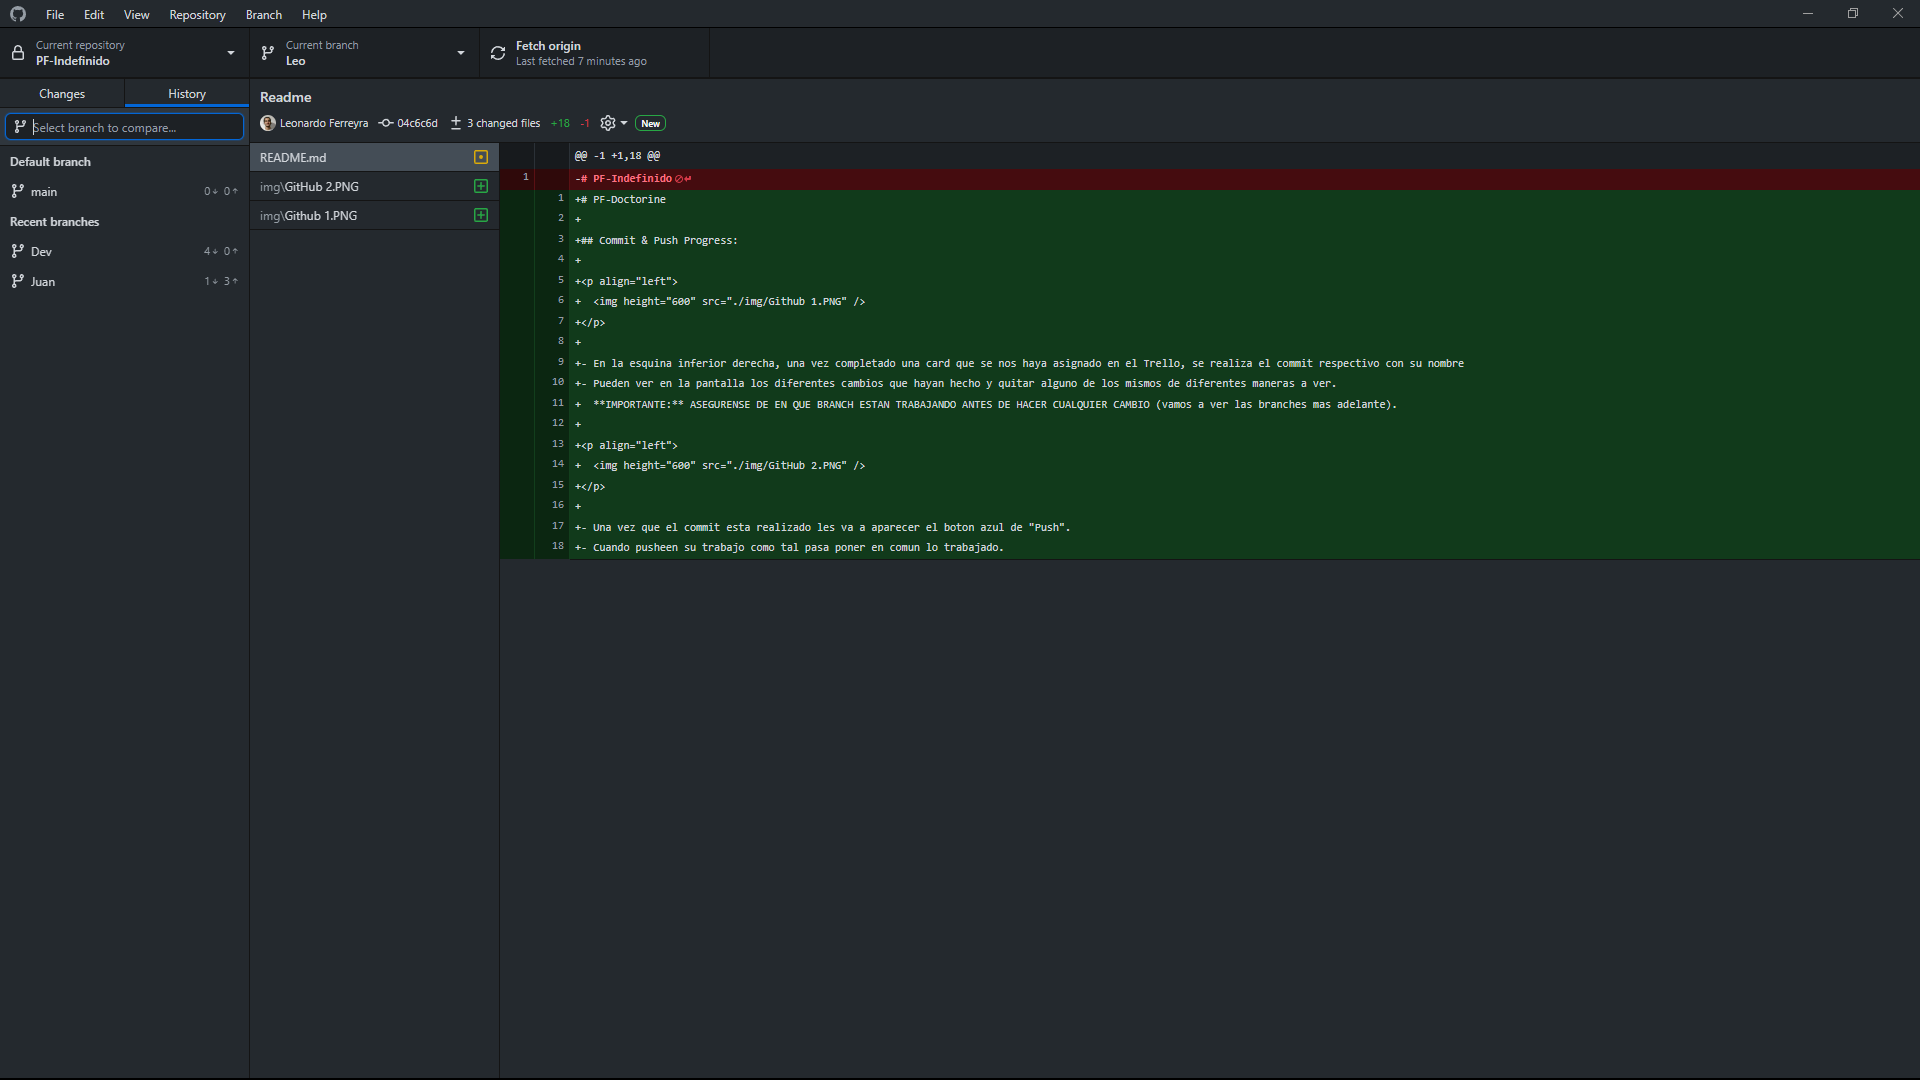 File Edit View Repository Branch Help
Current repository
PF-Indefinido
Current branch
Leo
Fetch origin
Last fetched 7 minutes ago
Changes History
Select branch to compare...
Default branch
main 0 0
Recent branches
Dev 4 0
Juan 1 3
Readme
Leonardo Ferreyra 04c6c6d 3 changed files +18 -1 New
README.md
img\GitHub 2.PNG
img\Github 1.PNG
@@ -1 +1,18 @@
1 -# PF-Indefinido
1 +# PF-Doctorine
2 +
3 +## Commit & Push Progress:
4 +
5 +<p align="left">
6 +  <img height="600" src="./img/Github 1.PNG" />
7 +</p>
8 +
9 +- En la esquina inferior derecha, una vez completado una card que se nos haya asignado en el Trello, se realiza el commit respectivo con su nombre
10 +- Pueden ver en la pantalla los diferentes cambios que hayan hecho y quitar alguno de los mismos de diferentes maneras a ver.
11 +  **IMPORTANTE:** ASEGURENSE DE EN QUE BRANCH ESTAN TRABAJANDO ANTES DE HACER CUALQUIER CAMBIO (vamos a ver las branches mas adelante).
12 +
13 +<p align="left">
14 +  <img height="600" src="./img/GitHub 2.PNG" />
15 +</p>
16 +
17 +- Una vez que el commit esta realizado les va a aparecer el boton azul de "Push".
18 +- Cuando pusheen su trabajo como tal pasa poner en comun lo trabajado.